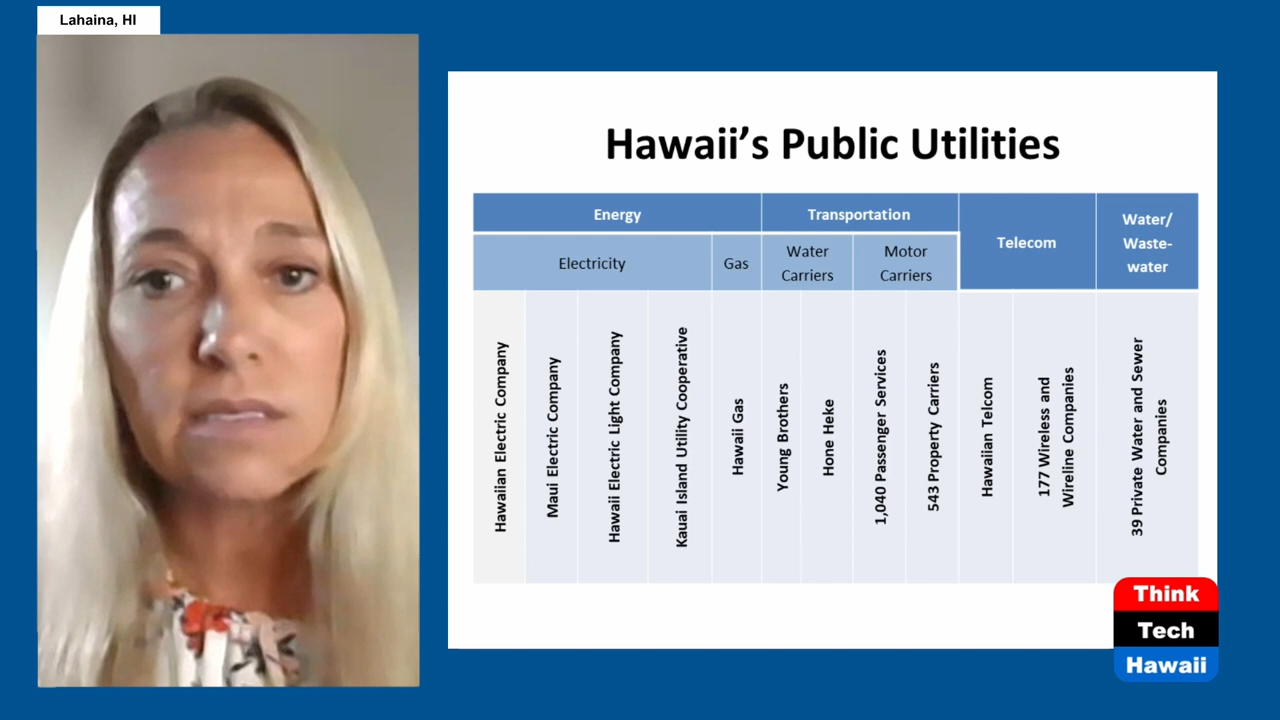 Lahaina, HI
Hawaii’s Public Utilities
Energy
Transportation
Telecom
Water/
Waste-
water
Electricity
Gas
Water
Carriers
Motor
Carriers
Hawaiian Electric Company
Maui Electric Company
Hawaii Electric Light Company
Kauai Island Utility Cooperative
Hawaii Gas
Young Brothers
Hone Heke
1,040 Passenger Services
543 Property Carriers
Hawaiian Telcom
177 Wireless and
Wireline Companies
39 Private Water and Sewer
Companies
Think
Tech
Hawaii